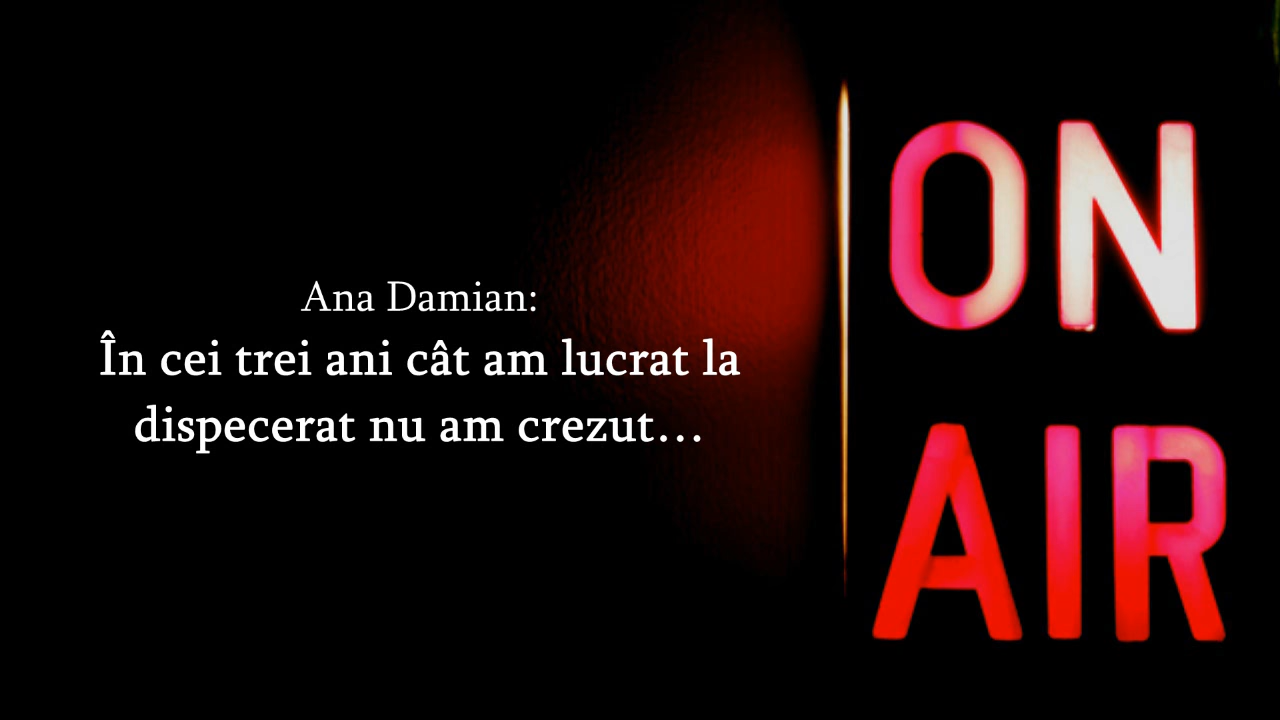 Ana Damian:
În cei trei ani cât am lucrat la
dispecerat nu am crezut…
ON
AIR